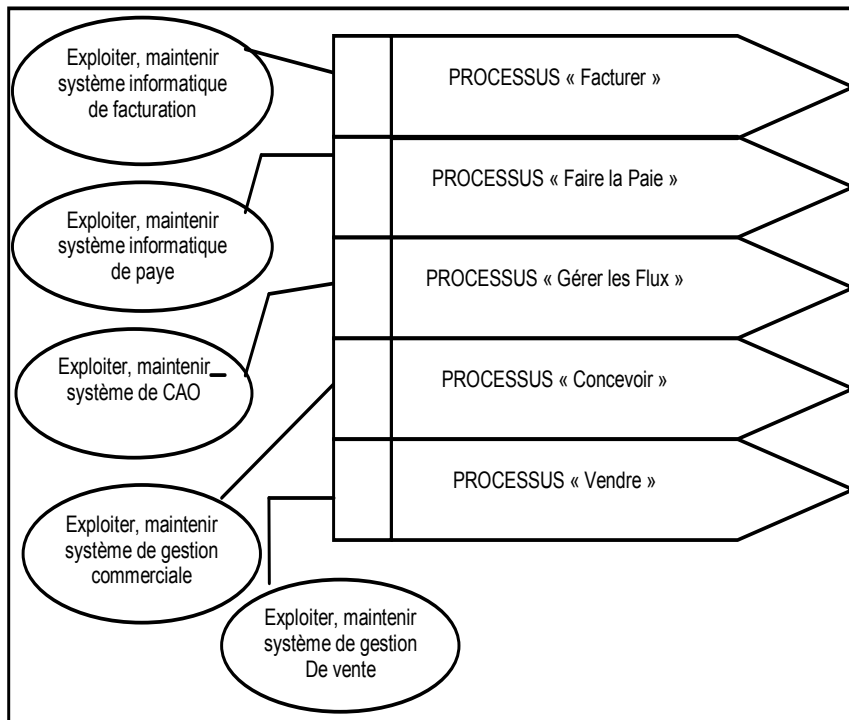 Exploiter, maintenir
système informatique
de facturation
PROCESSUS « Facturer »
Exploiter, maintenir
système informatique
de paye
PROCESSUS « Faire la Paie »
Exploiter, maintenir
système de CAO
PROCESSUS « Gérer les Flux »
Exploiter, maintenir
système de gestion
commerciale
PROCESSUS « Concevoir »
Exploiter, maintenir
système de gestion
De vente
PROCESSUS « Vendre »